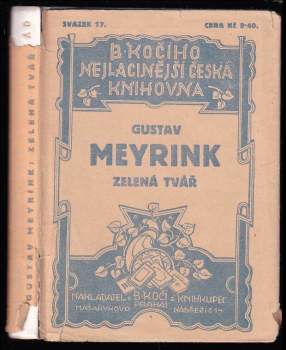 SVAZEK 17.
CENA KČ 9·40.
B. KOČÍHO
NEJLACINĚJŠÍ ČESKÁ
KNIHOVNA
GUSTAV
MEYRINK
ZELENÁ TVÁŘ
NAKLADATEL B. KOČÍ KNIHKUPEC
PRAHA I
MASARYKOVO NÁBŘEŽÍ č 14
GUSTAV MEYRINK: ZELENÁ TVÁŘ